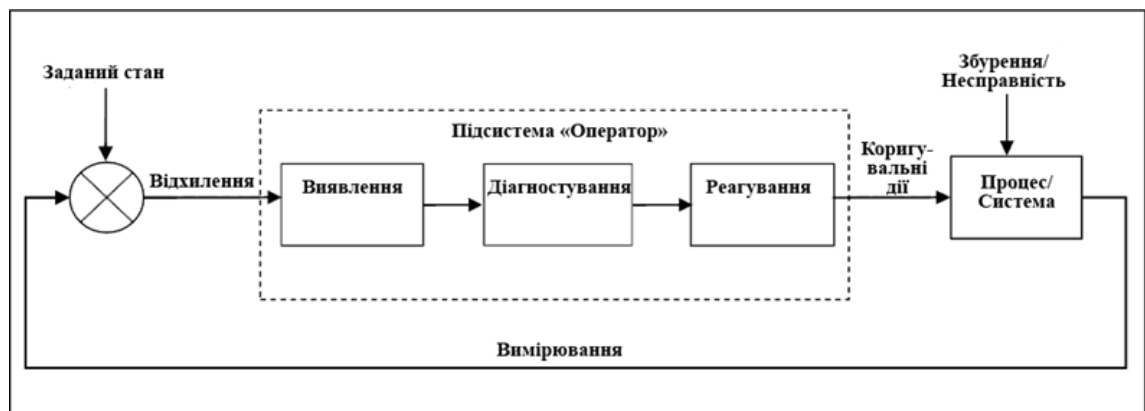 Заданий стан
Збурення/
Несправність
Підсистема «Оператор»
Відхилення
Виявлення
Діагностування
Реагування
Коригу-
вальні
дії
Процес/
Система
Вимірювання